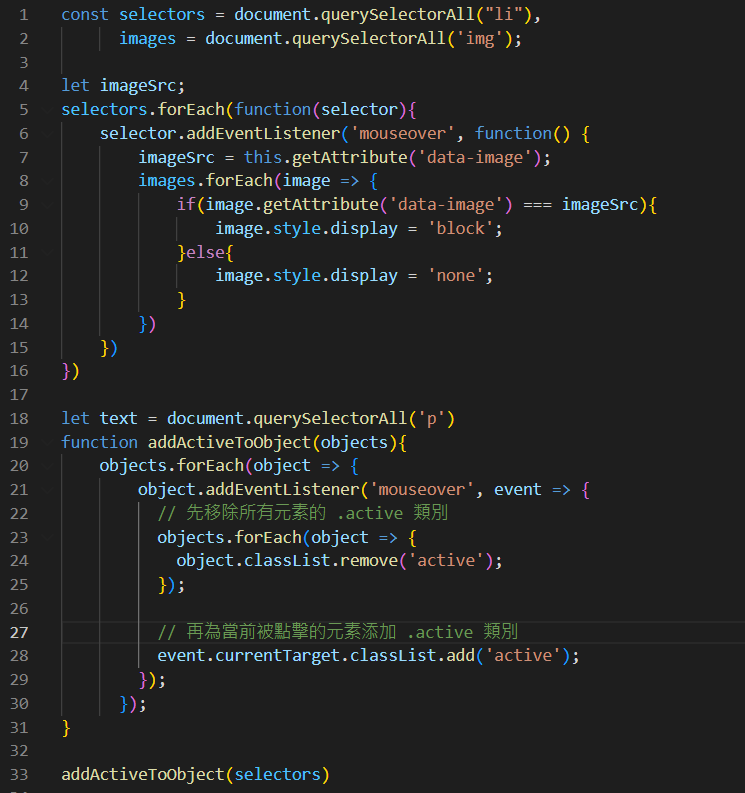 1 const selectors = document.querySelectorAll("li"),
2 images = document.querySelectorAll('img');
3
4 let imageSrc;
5 selectors.forEach(function(selector){
6 selector.addEventListener('mouseover', function() {
7 imageSrc = this.getAttribute('data-image');
8 images.forEach(image => {
9 if(image.getAttribute('data-image') === imageSrc){
10 image.style.display = 'block';
11 }else{
12 image.style.display = 'none';
13 }
14 })
15 })
16 })
17
18 let text = document.querySelectorAll('p')
19 function addActiveToObject(objects){
20 objects.forEach(object => {
21 object.addEventListener('mouseover', event => {
22 // 先移除所有元素的 .active 類別
23 objects.forEach(object => {
24 object.classList.remove('active');
25 });
26
27 // 再為當前被點擊的元素添加 .active 類別
28 event.currentTarget.classList.add('active');
29 });
30 });
31 }
32
33 addActiveToObject(selectors)